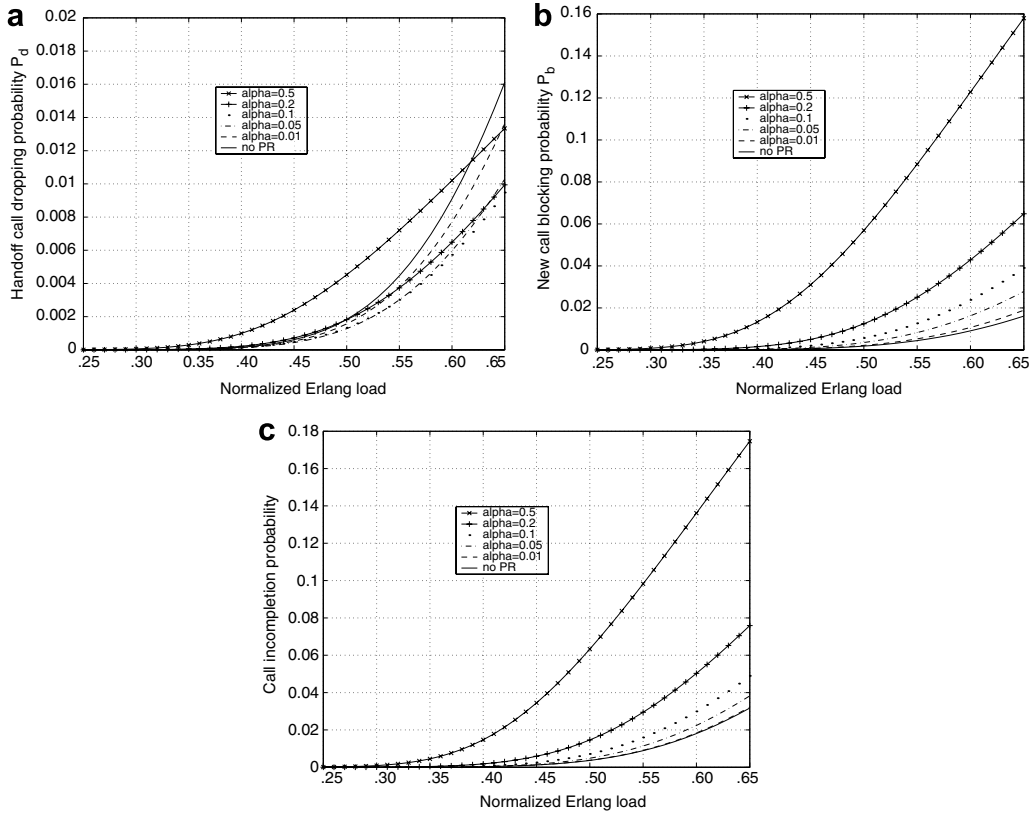 a
Handoff call dropping probability P_d
0.02
0.018
0.016
0.014
0.012
0.01
0.008
0.006
0.004
0.002
0
alpha=0.5
alpha=0.2
alpha=0.1
alpha=0.05
alpha=0.01
no PR
.25 .30 0.35 .40 .45 .50 .55 .60 .65
Normalized Erlang load
b
New call blocking probability P_b
0.16
0.14
0.12
0.1
0.08
0.06
0.04
0.02
0
alpha=0.5
alpha=0.2
alpha=0.1
alpha=0.05
alpha=0.01
no PR
.25 .30 .35 .40 .45 .50 .55 .60 .65
Normalized Erlang load
c
Call incompletion probability
0.18
0.16
0.14
0.12
0.1
0.08
0.06
0.04
0.02
0
alpha=0.5
alpha=0.2
alpha=0.1
alpha=0.05
alpha=0.01
no PR
.25 .30 .35 .40 .45 .50 .55 .60 .65
Normalized Erlang load